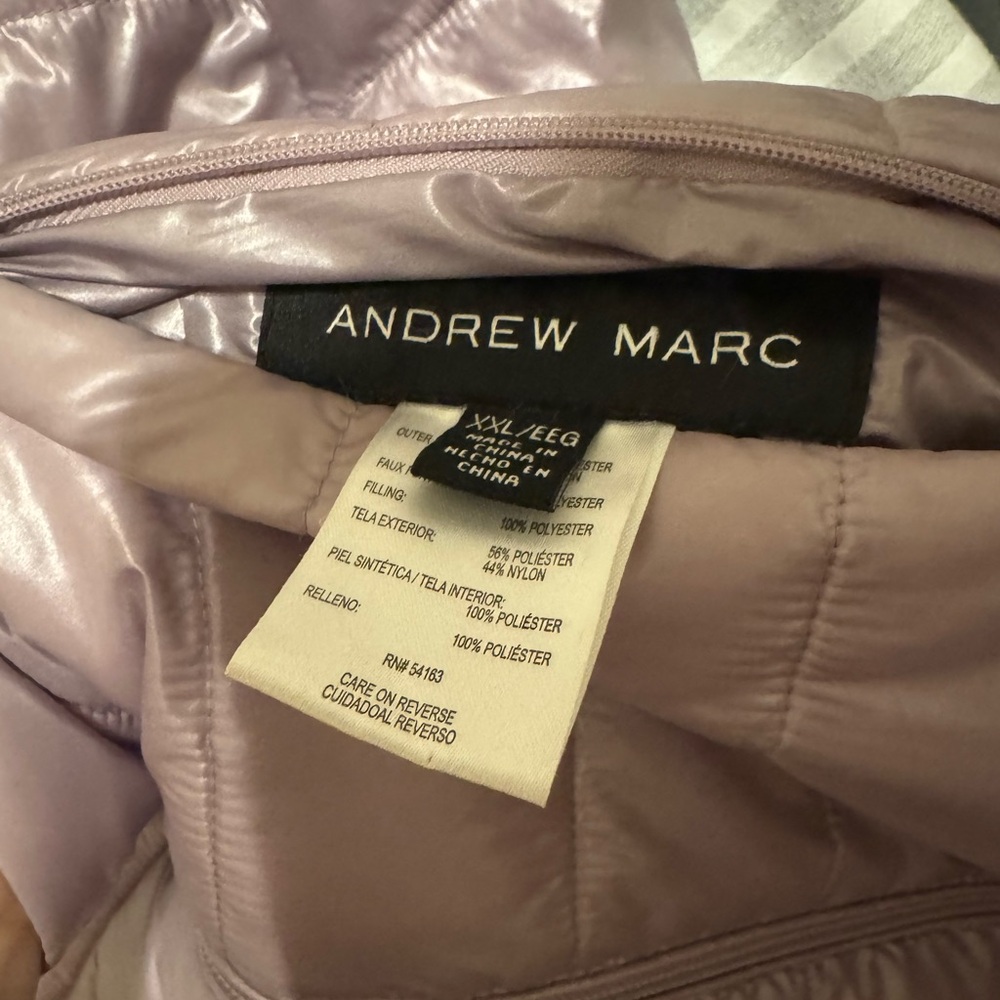 ANDREW MARC
XXL/EEG
MADE IN
CHINA
HECHO EN
CHINA
OUTER
FAUX
FILLING:
100% POLYESTER
TELA EXTERIOR:
56% POLIÉSTER
44% NYLON
PIEL SINTÉTICA / TELA INTERIOR:
100% POLIÉSTER
RELLENO:
100% POLIÉSTER
RN# 54163
CARE ON REVERSE
CUIDADOAL REVERSO